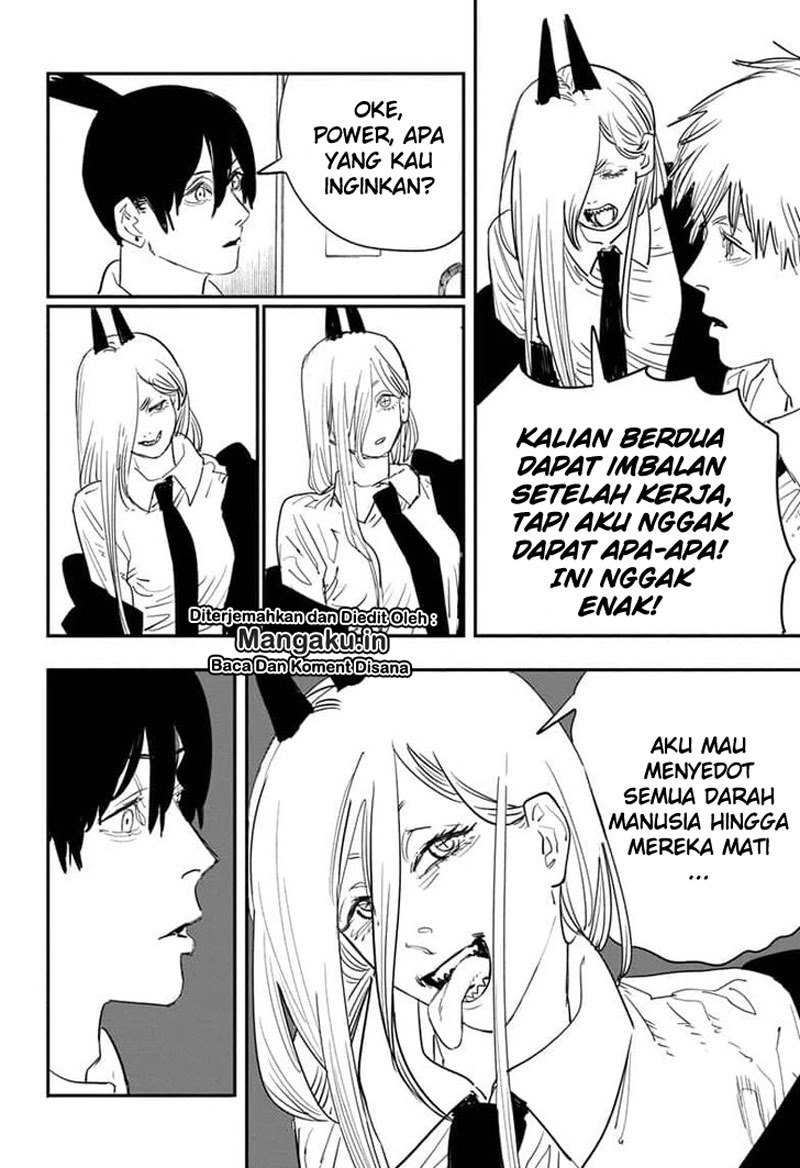 KALIAN BERDUA
DAPAT IMBALAN
SETELAH KERJA,
TAPI AKU NGGAK
DAPAT APA-APA!
INI NGGAK
ENAK!
OKE,
POWER, APA
YANG KAU
INGINKAN?
Diterjemahkan dan Diedit Oleh :
Mangaku.in
Baca Dan Koment Disana
AKU MAU
MENYEDOT
SEMUA DARAH
MANUSIA HINGGA
MEREKA MATI
...